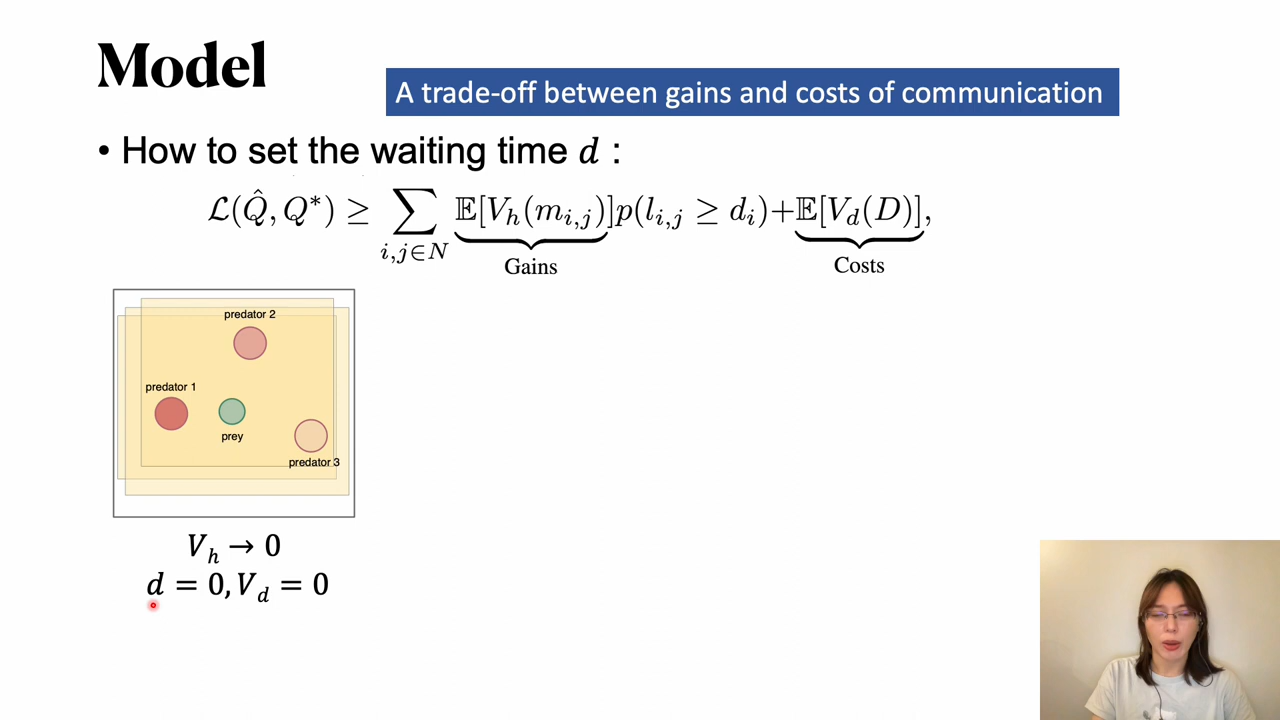 Model
A trade-off between gains and costs of communication
• How to set the waiting time d :
ℒ(Q̂, Q*) ≥ ∑_{i,j∈N} 𝔼[V_h(m_{i,j})]p(l_{i,j} ≥ d_i)+𝔼[V_d(D)],
Gains
Costs
predator 2
predator 1
prey
predator 3
V_h → 0
d = 0, V_d = 0